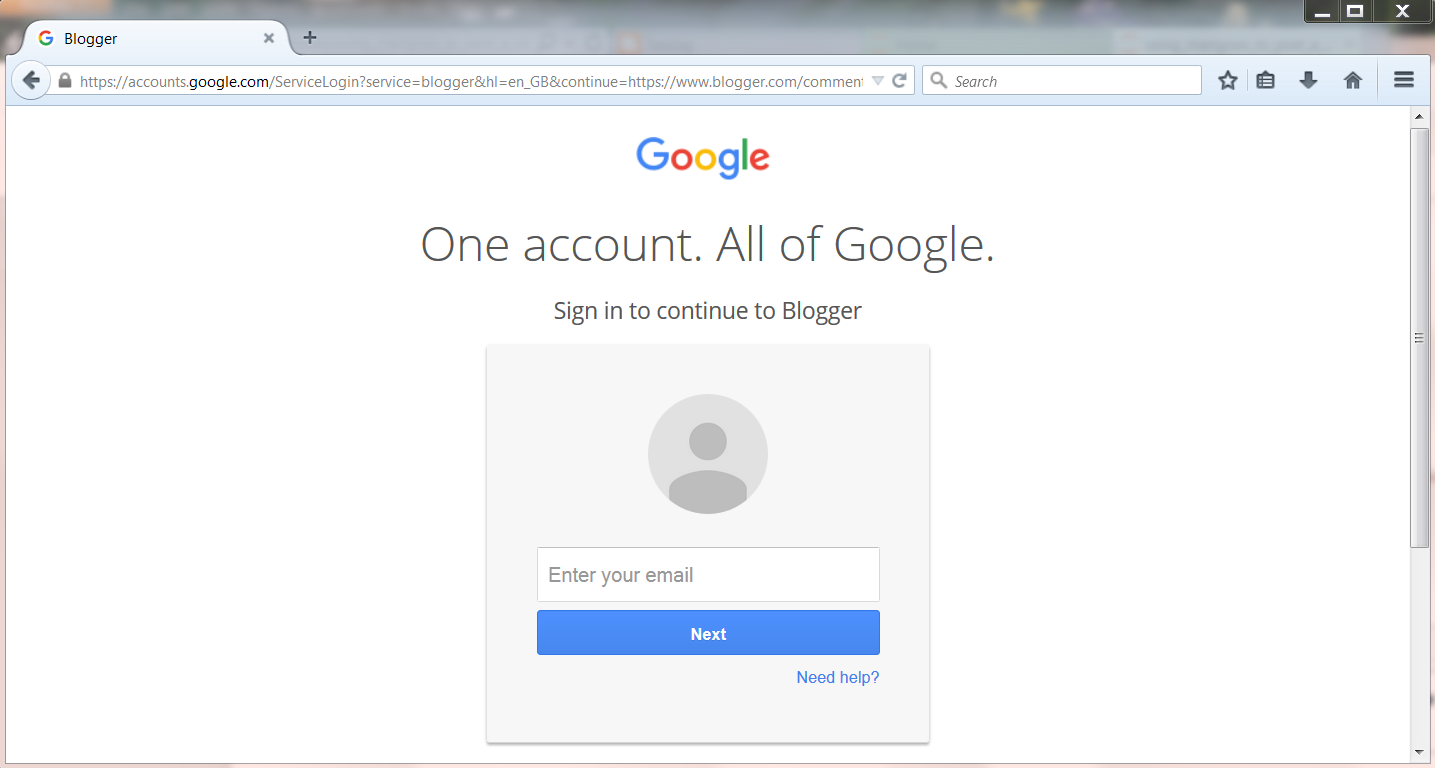 Blogger
https://accounts.google.com/ServiceLogin?service=blogger&hl=en_GB&continue=https://www.blogger.com/comment
Search
Google
One account. All of Google.
Sign in to continue to Blogger
Enter your email
Next
Need help?